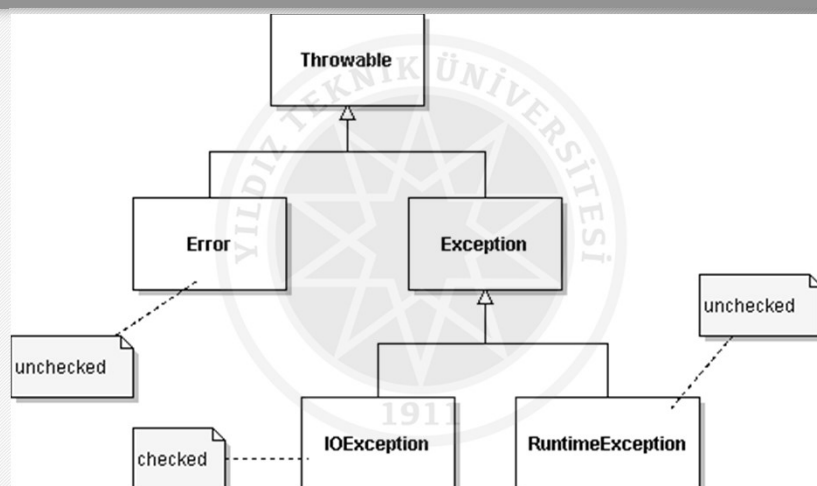 Throwable
YILDIZ TEKNİK ÜNİVERSİTESİ
Error
Exception
unchecked
unchecked
1911
IOException
RuntimeException
checked